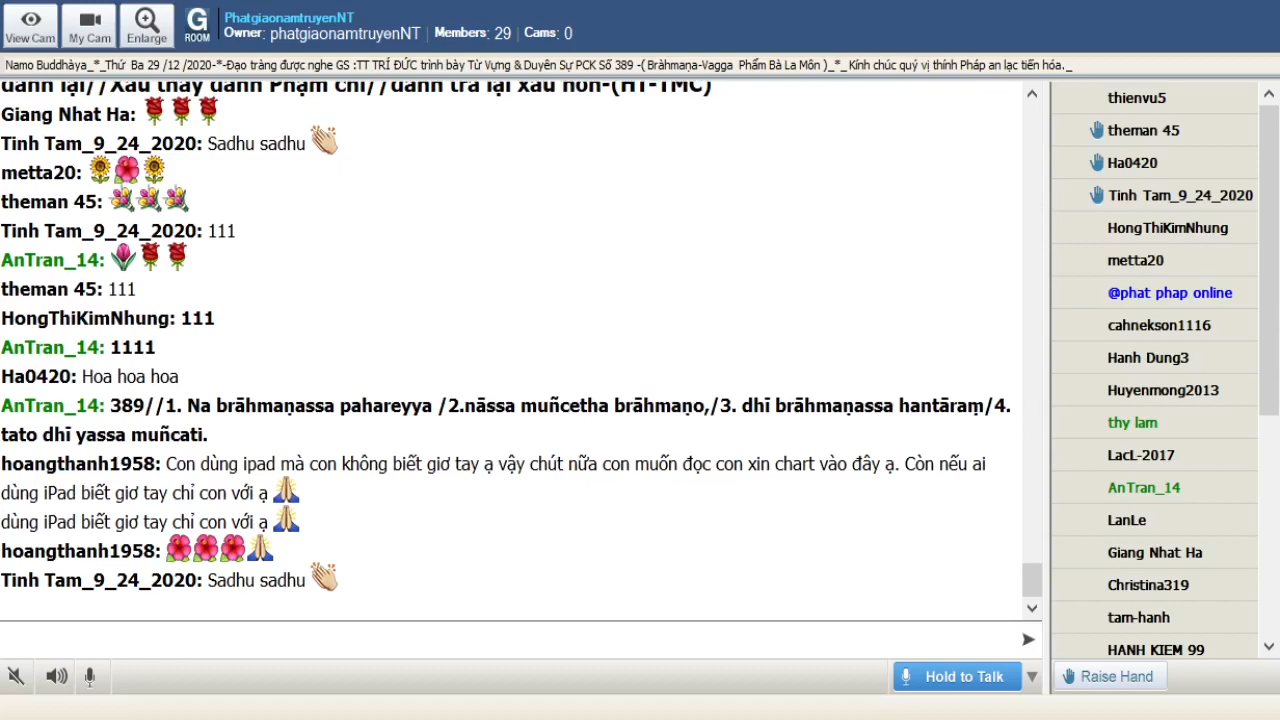 View Cam
My Cam
Enlarge
G
ROOM
PhatgiaonamtruyenNT
Owner: phatgiaonamtruyenNT | Members: 29 | Cams: 0
Namo Buddhàya_*_Thứ Ba 29 /12 /2020-*-Đạo tràng được nghe GS :TT TRÍ ĐỨC trình bày Từ Vựng & Duyên Sự PCK Số 389 -( Bràhmaṇa-Vagga Phẩm Bà La Môn )_*_ Kính chúc quý vị thính Pháp an lạc tiến hóa._
đánh lại//Xấu thay đánh Phạm chí//đánh trả lại xấu hơn-(HT-TMC)
Giang Nhat Ha:
Tinh Tam_9_24_2020: Sadhu sadhu
metta20:
theman 45:
Tinh Tam_9_24_2020: 111
AnTran_14:
theman 45: 111
HongThiKimNhung: 111
AnTran_14: 1111
Ha0420: Hoa hoa hoa
AnTran_14: 389//1. Na brāhmaṇassa pahareyya /2.nāssa muñcetha brāhmaṇo,/3. dhī brāhmaṇassa hantāraṃ/4.
tato dhī yassa muñcati.
hoangthanh1958: Con dùng ipad mà con không biết giơ tay ạ vậy chút nữa con muốn đọc con xin chart vào đây ạ. Còn nếu ai
dùng iPad biết giơ tay chỉ con với ạ
dùng iPad biết giơ tay chỉ con với ạ
hoangthanh1958:
Tinh Tam_9_24_2020: Sadhu sadhu
Hold to Talk
thienvu5
theman 45
Ha0420
Tinh Tam_9_24_2020
HongThiKimNhung
metta20
@phat phap online
cahnekson1116
Hanh Dung3
Huyenmong2013
thy lam
LacL-2017
AnTran_14
LanLe
Giang Nhat Ha
Christina319
tam-hanh
HANH KIEM 99
Raise Hand